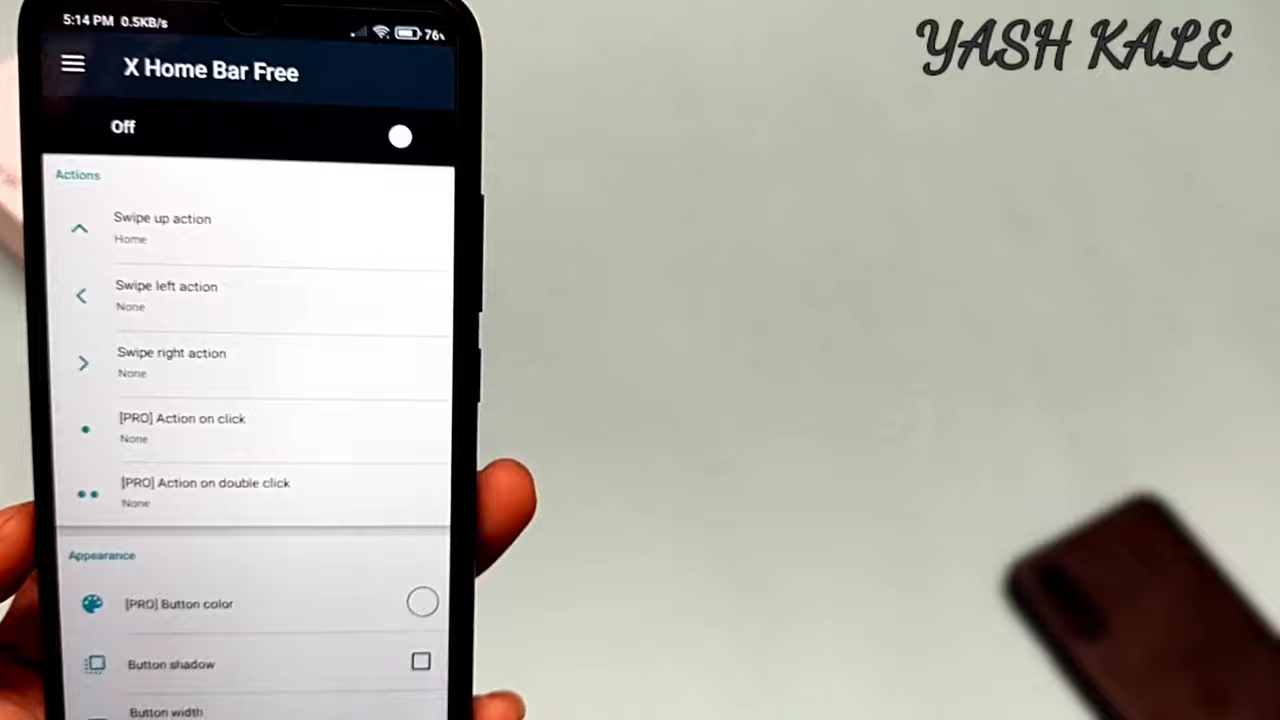 5:14 PM 0.5KB/s
76
YASH KALE
X Home Bar Free
Off
Actions
Swipe up action
Home
Swipe left action
None
Swipe right action
None
[PRO] Action on click
None
[PRO] Action on double click
None
Appearance
[PRO] Button color
Button shadow
Button width